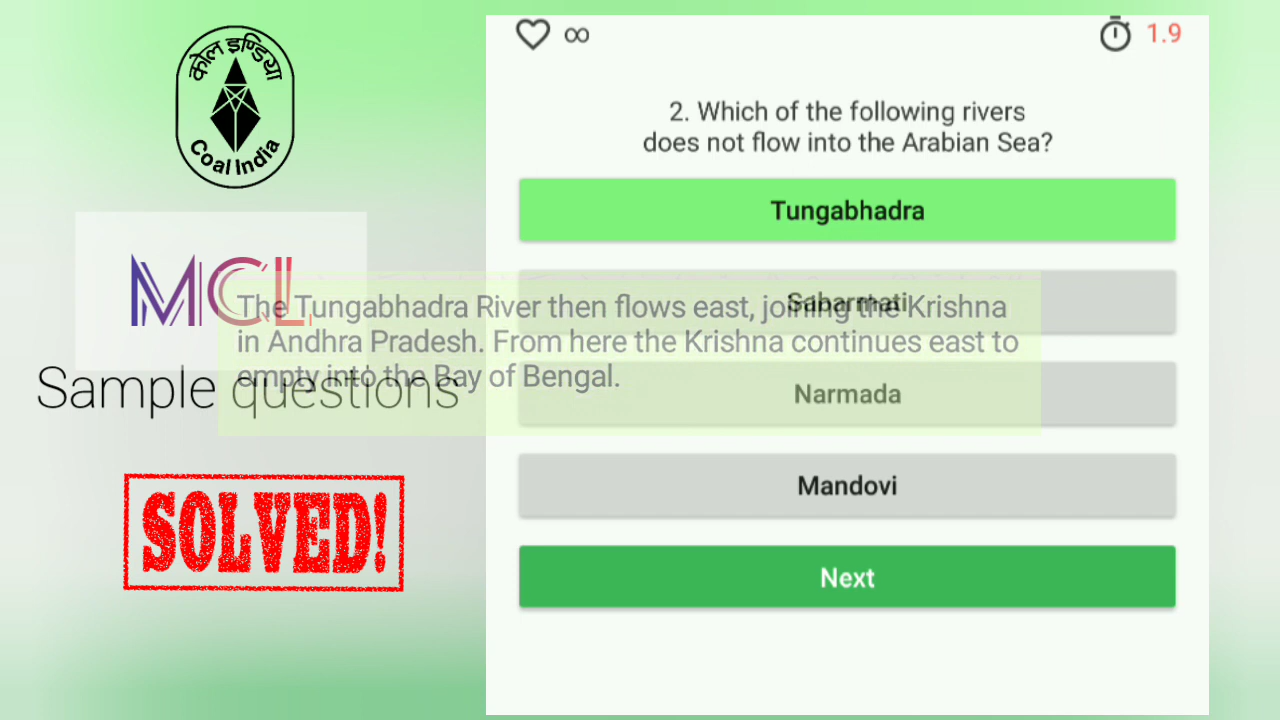 कोल इण्डिया
Coal India
MCL
Sample questions
SOLVED!
∞
1.9
2. Which of the following rivers
does not flow into the Arabian Sea?
Tungabhadra
Sabarmati
The Tungabhadra River then flows east, joining the Krishna
in Andhra Pradesh. From here the Krishna continues east to
empty into the Bay of Bengal.
Narmada
Mandovi
Next